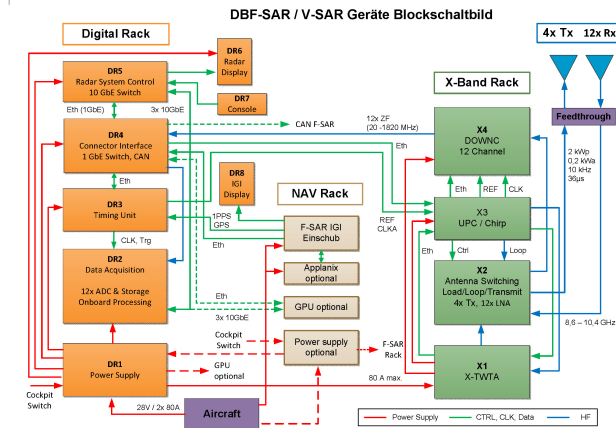 DBF-SAR / V-SAR Geräte Blockschaltbild
Digital Rack
4x Tx 12x Rx
DR6
Radar
Display
DR5
Radar System Control
10 GbE Switch
DR7
Console
X-Band Rack
Eth (1GbE)
3x 10GbE
Feedthrough
CAN F-SAR
12x ZF
(20 -1820 MHz)
DR4
Connector Interface
1 GbE Switch, CAN
X4
DOWNC
12 Channel
Eth
2 kWp
0,2 kWa
10 kHz
36µs
Eth
DR8
IGI
Display
NAV Rack
Eth
REF
CLK
DR3
Timing Unit
1PPS
GPS
F-SAR IGI
Einschub
REF
CLKA
X3
UPC / Chirp
CLK, Trg
Eth
Eth
Ctrl
Loop
DR2
Data Acquisition
12x ADC & Storage
Onboard Processing
Applanix
optional
X2
Antenna Switching
Load/Loop/Transmit
4x Tx, 12x LNA
Eth
GPU optional
3x 10GbE
8,6 – 10,4 GHz
Cockpit
Switch
Power supply
optional
F-SAR
Rack
DR1
Power Supply
GPU
optional
X1
X-TWTA
80 A max.
Cockpit
Switch
28V / 2x 80A
Aircraft
Power Supply
CTRL, CLK, Data
HF